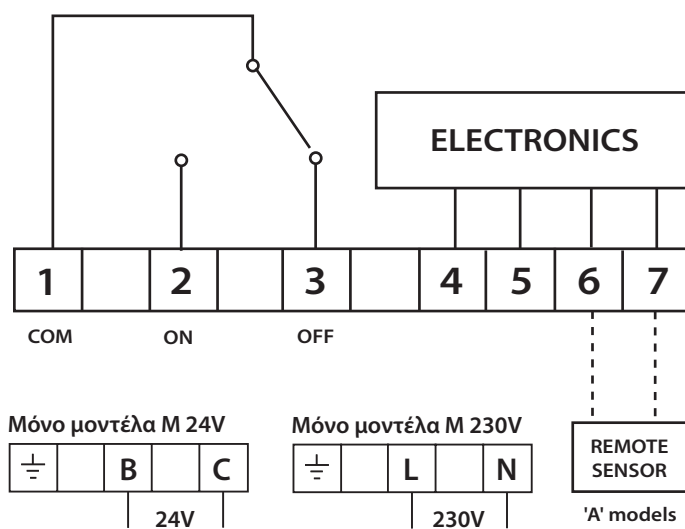 ELECTRONICS
1 2 3 4 5 6 7
COM ON OFF
Μόνο μοντέλα M 24V
B C
24V
Μόνο μοντέλα M 230V
L N
230V
REMOTE
SENSOR
'A' models